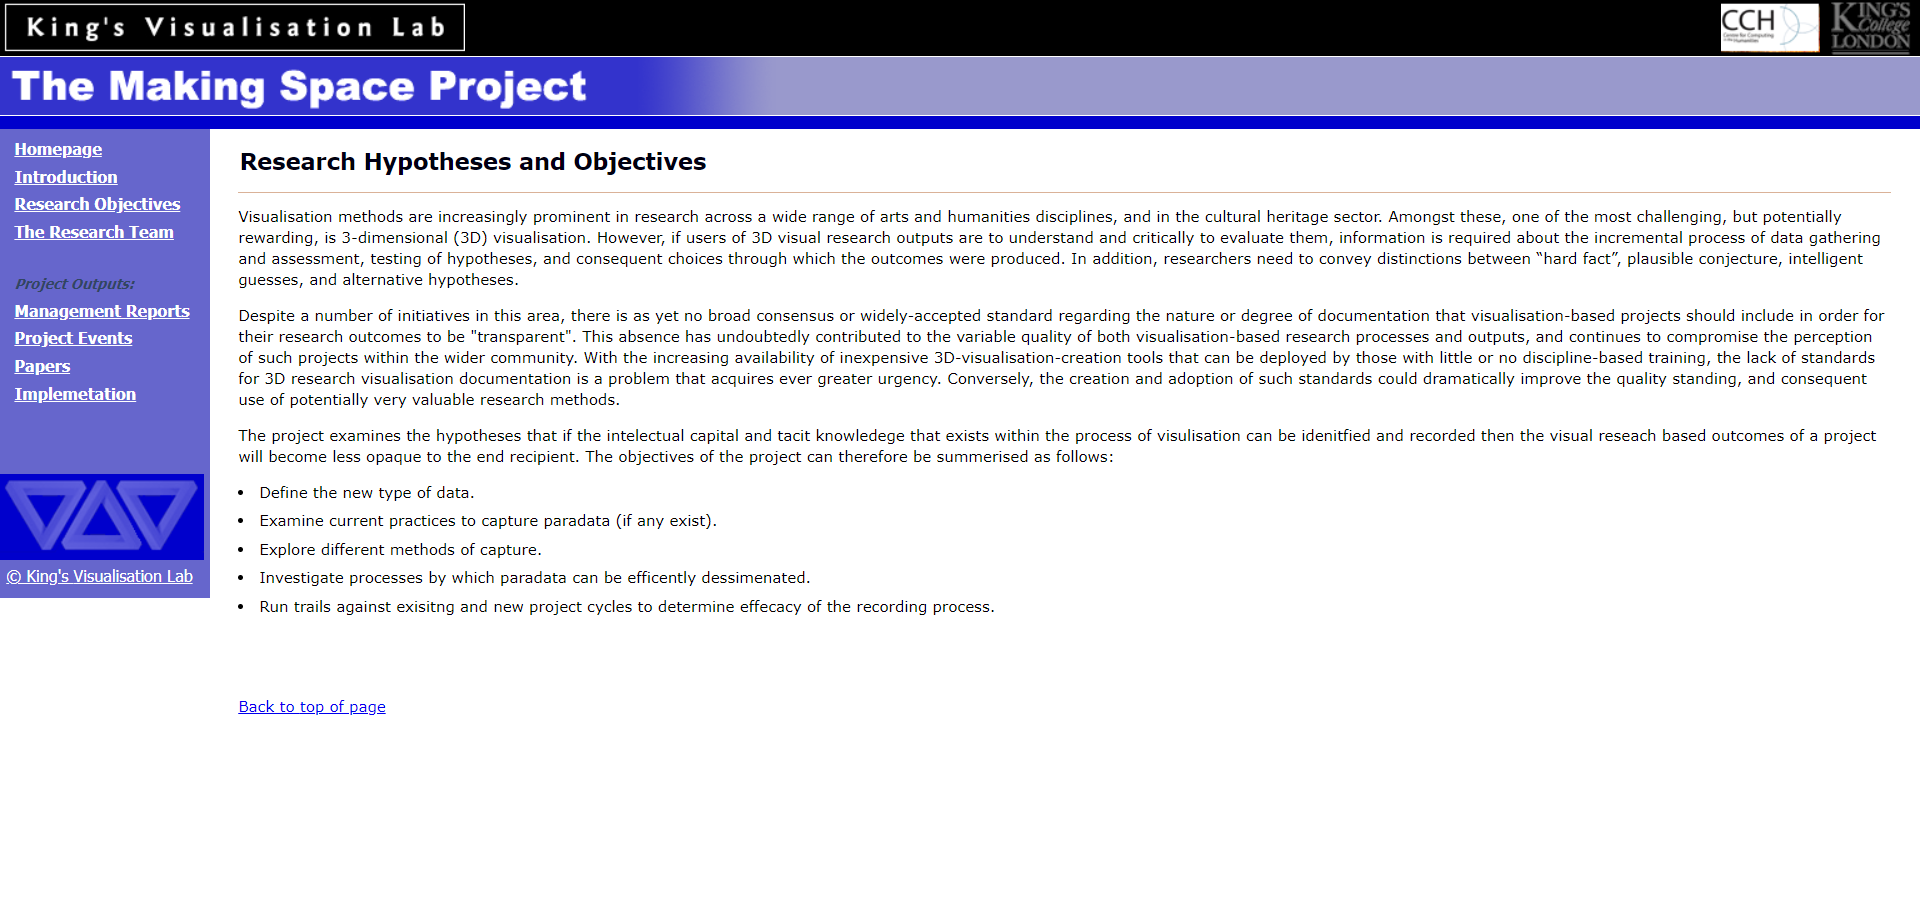 King's Visualisation Lab
CCH
Centre for Computing
in the Humanities
KING'S
College
LONDON
The Making Space Project
Homepage
Introduction
Research Objectives
The Research Team
Project Outputs:
Management Reports
Project Events
Papers
Implemetation
© King's Visualisation Lab
Research Hypotheses and Objectives
Visualisation methods are increasingly prominent in research across a wide range of arts and humanities disciplines, and in the cultural heritage sector. Amongst these, one of the most challenging, but potentially
rewarding, is 3-dimensional (3D) visualisation. However, if users of 3D visual research outputs are to understand and critically to evaluate them, information is required about the incremental process of data gathering
and assessment, testing of hypotheses, and consequent choices through which the outcomes were produced. In addition, researchers need to convey distinctions between “hard fact”, plausible conjecture, intelligent
guesses, and alternative hypotheses.
Despite a number of initiatives in this area, there is as yet no broad consensus or widely-accepted standard regarding the nature or degree of documentation that visualisation-based projects should include in order for
their research outcomes to be "transparent". This absence has undoubtedly contributed to the variable quality of both visualisation-based research processes and outputs, and continues to compromise the perception
of such projects within the wider community. With the increasing availability of inexpensive 3D-visualisation-creation tools that can be deployed by those with little or no discipline-based training, the lack of standards
for 3D research visualisation documentation is a problem that acquires ever greater urgency. Conversely, the creation and adoption of such standards could dramatically improve the quality standing, and consequent
use of potentially very valuable research methods.
The project examines the hypotheses that if the intelectual capital and tacit knowledege that exists within the process of visulisation can be idenitfied and recorded then the visual reseach based outcomes of a project
will become less opaque to the end recipient. The objectives of the project can therefore be summerised as follows:
• Define the new type of data.
• Examine current practices to capture paradata (if any exist).
• Explore different methods of capture.
• Investigate processes by which paradata can be efficently dessimenated.
• Run trails against exisitng and new project cycles to determine effecacy of the recording process.
Back to top of page